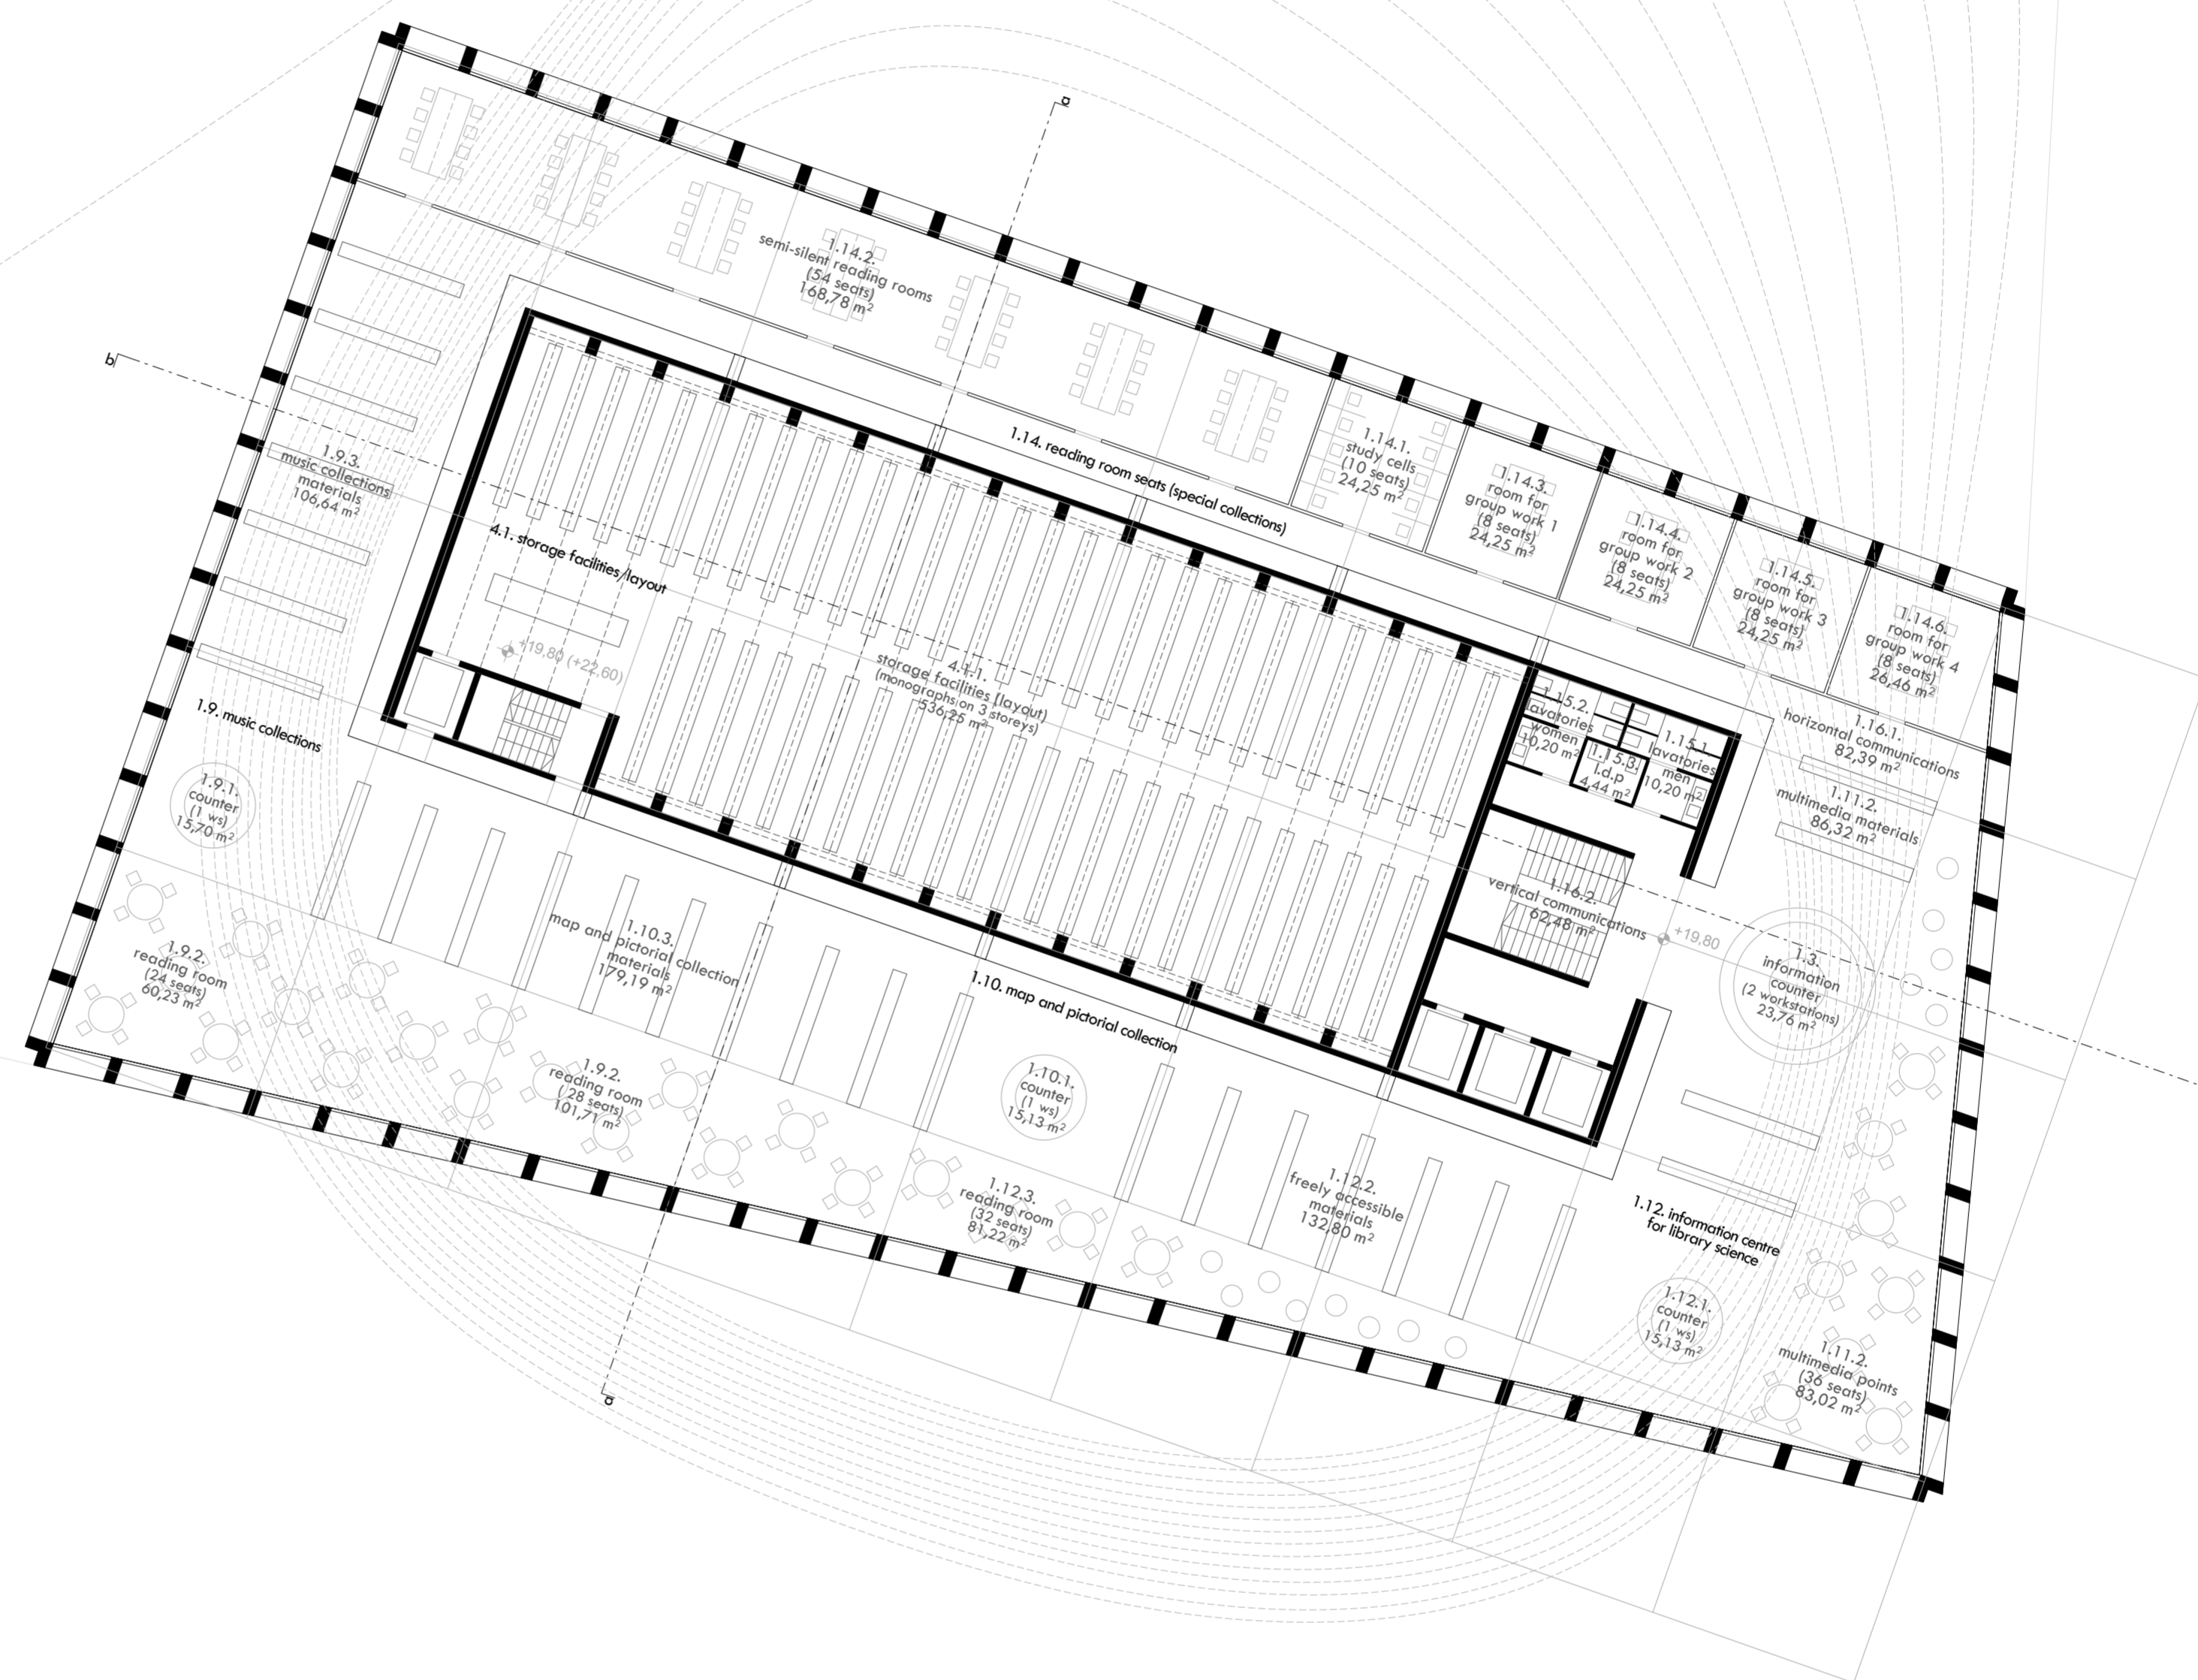 a
b
1.14.2.
semi-silent reading rooms
(54 seats)
168,78 m²
1.14. reading room seats (special collections)
1.14.1.
study cells
(10 seats)
24,25 m²
1.14.3.
room for
group work 1
(8 seats)
24,25 m²
1.14.4.
room for
group work 2
(8 seats)
24,25 m²
1.14.5.
room for
group work 3
(8 seats)
24,25 m²
1.14.6.
room for
group work 4
(8 seats)
26,46 m²
1.9.3.
music collections
materials
106,64 m²
4.1. storage facilities/layout
+19,80 (+22,60)
4.1.1.
storage facilities (layout)
(monographs on 3 storeys)
536,25 m²
1.15.2.
lavatories
women
10,20 m²
1.15.1.
lavatories
men
10,20 m²
1.15.3.
l.d.p
4,44 m²
1.16.1.
horizontal communications
82,39 m²
1.11.2.
multimedia materials
86,32 m²
1.16.2.
vertical communications
62,48 m²
+19,80
1.3.
information
counter
(2 workstations)
23,76 m²
1.9. music collections
1.9.1.
counter
(1 ws)
15,70 m²
1.9.2.
reading room
(24 seats)
60,23 m²
1.10.3.
map and pictorial collection
materials
179,19 m²
1.10. map and pictorial collection
1.9.2.
reading room
(28 seats)
101,71 m²
1.10.1.
counter
(1 ws)
15,13 m²
1.12.3.
reading room
(32 seats)
81,22 m²
1.12.2.
freely accessible
materials
132,80 m²
1.12. information centre
for library science
1.12.1.
counter
(1 ws)
15,13 m²
1.11.2.
multimedia points
(36 seats)
83,02 m²
a